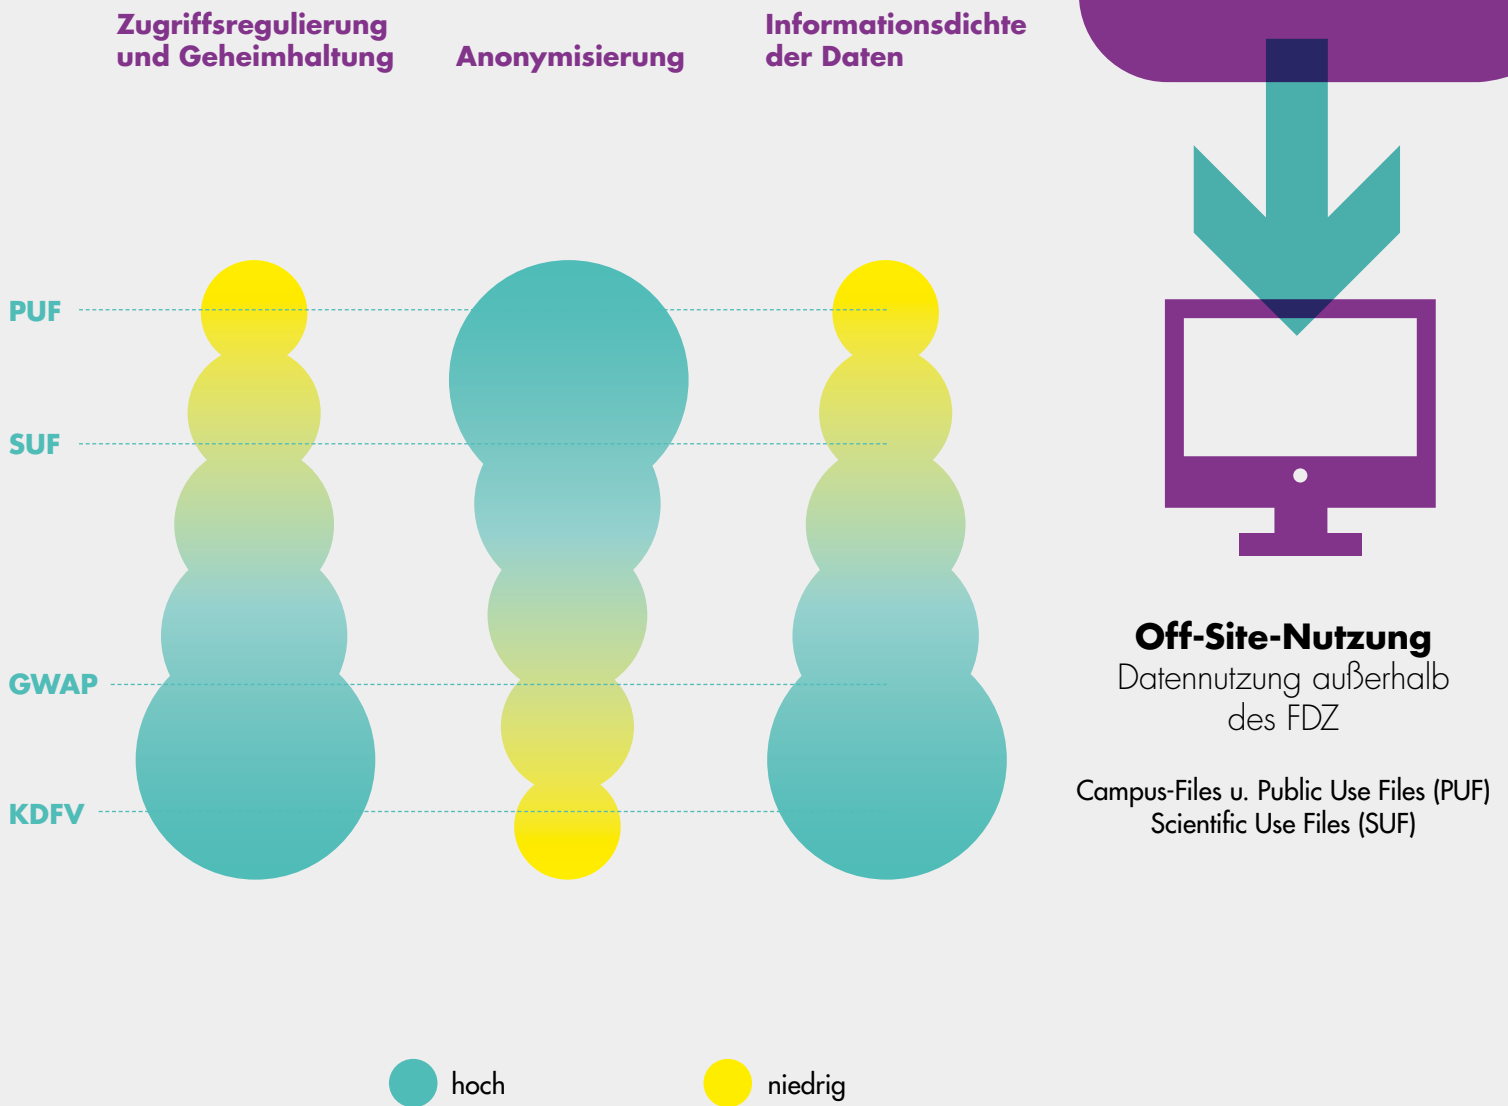 Zugriffsregulierung
und Geheimhaltung
Anonymisierung
Informationsdichte
der Daten
PUF
SUF
GWAP
KDFV
Off-Site-Nutzung
Datennutzung außerhalb
des FDZ
Campus-Files u. Public Use Files (PUF)
Scientific Use Files (SUF)
hoch
niedrig